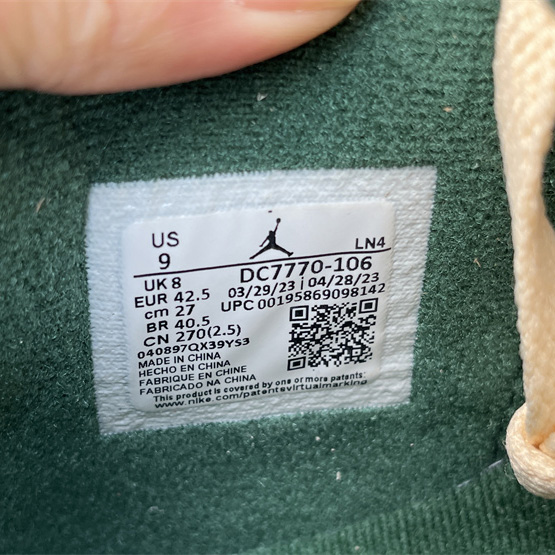 US
9
LN4
UK 8
EUR 42.5
cm 27
BR 40.5
CN 270(2.5)
DC7770-106
03/29/23 | 04/28/23
UPC 00195869098142
040897QX39YS3
MADE IN CHINA
HECHO EN CHINA
FABRIQUE EN CHINE
FABRICADO NA CHINA
This product is covered by one or more patents:
www.nike.com/patentsvirtualmarking